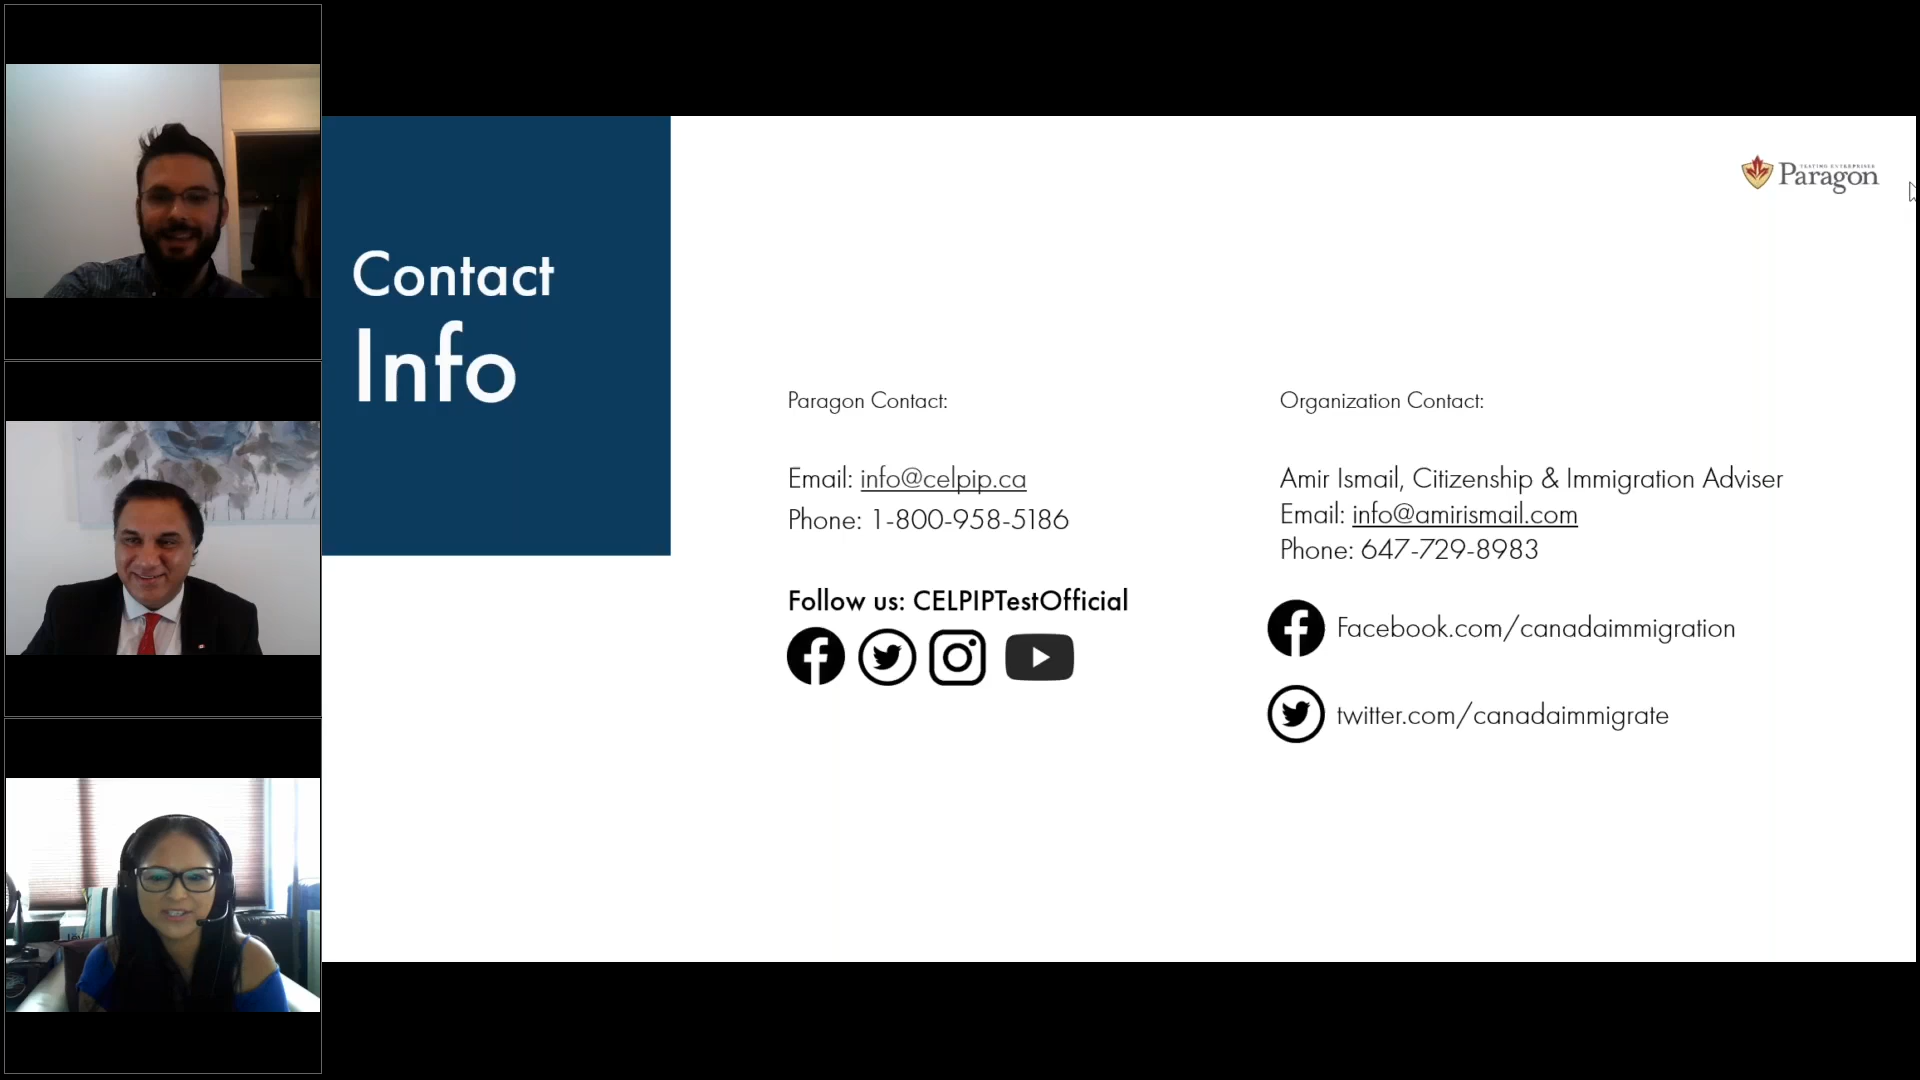 Contact
Info
TESTING ENTERPRISES
Paragon
Paragon Contact:
Email: info@celpip.ca
Phone: 1-800-958-5186
Follow us: CELPIPTestOfficial
Organization Contact:
Amir Ismail, Citizenship & Immigration Adviser
Email: info@amirismail.com
Phone: 647-729-8983
Facebook.com/canadaimmigration
twitter.com/canadaimmigrate